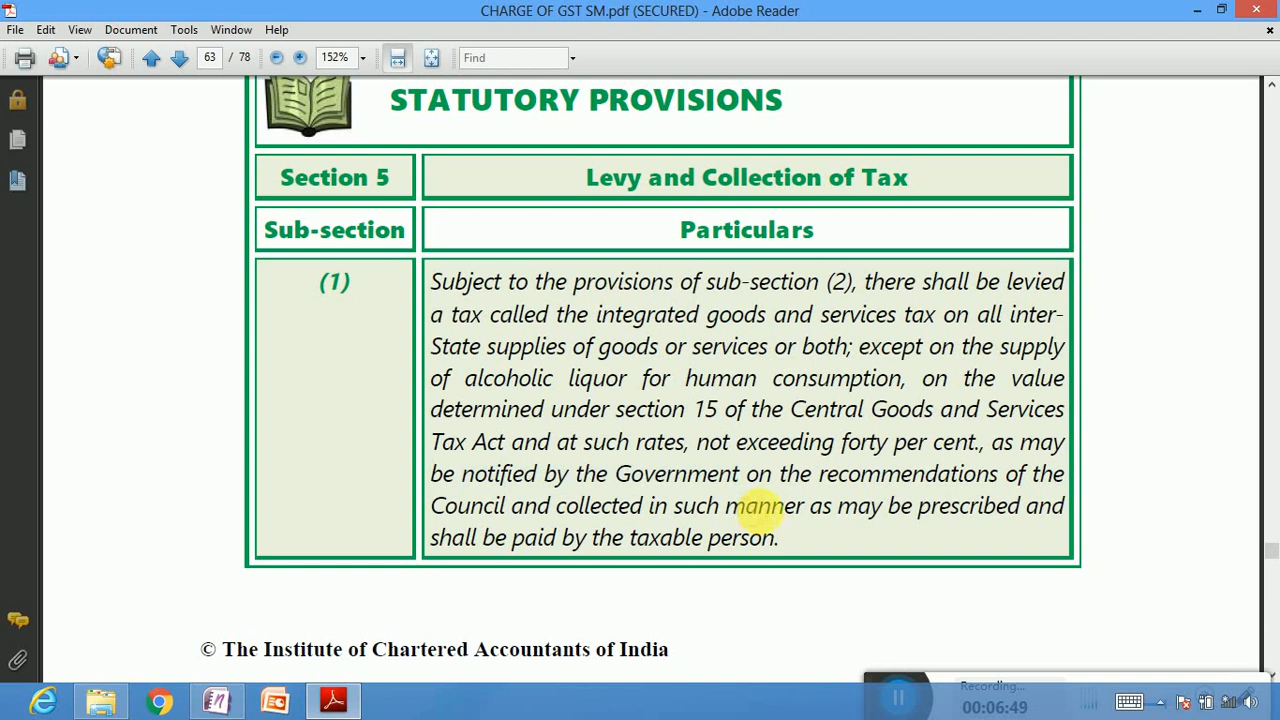 CHARGE OF GST SM.pdf (SECURED) - Adobe Reader
File Edit View Document Tools Window Help
63 / 78 152% Find
STATUTORY PROVISIONS
Section 5 Levy and Collection of Tax
Sub-section Particulars
(1) Subject to the provisions of sub-section (2), there shall be levied
a tax called the integrated goods and services tax on all inter-
State supplies of goods or services or both; except on the supply
of alcoholic liquor for human consumption, on the value
determined under section 15 of the Central Goods and Services
Tax Act and at such rates, not exceeding forty per cent., as may
be notified by the Government on the recommendations of the
Council and collected in such manner as may be prescribed and
shall be paid by the taxable person.
© The Institute of Chartered Accountants of India
Recording...
00:06:49